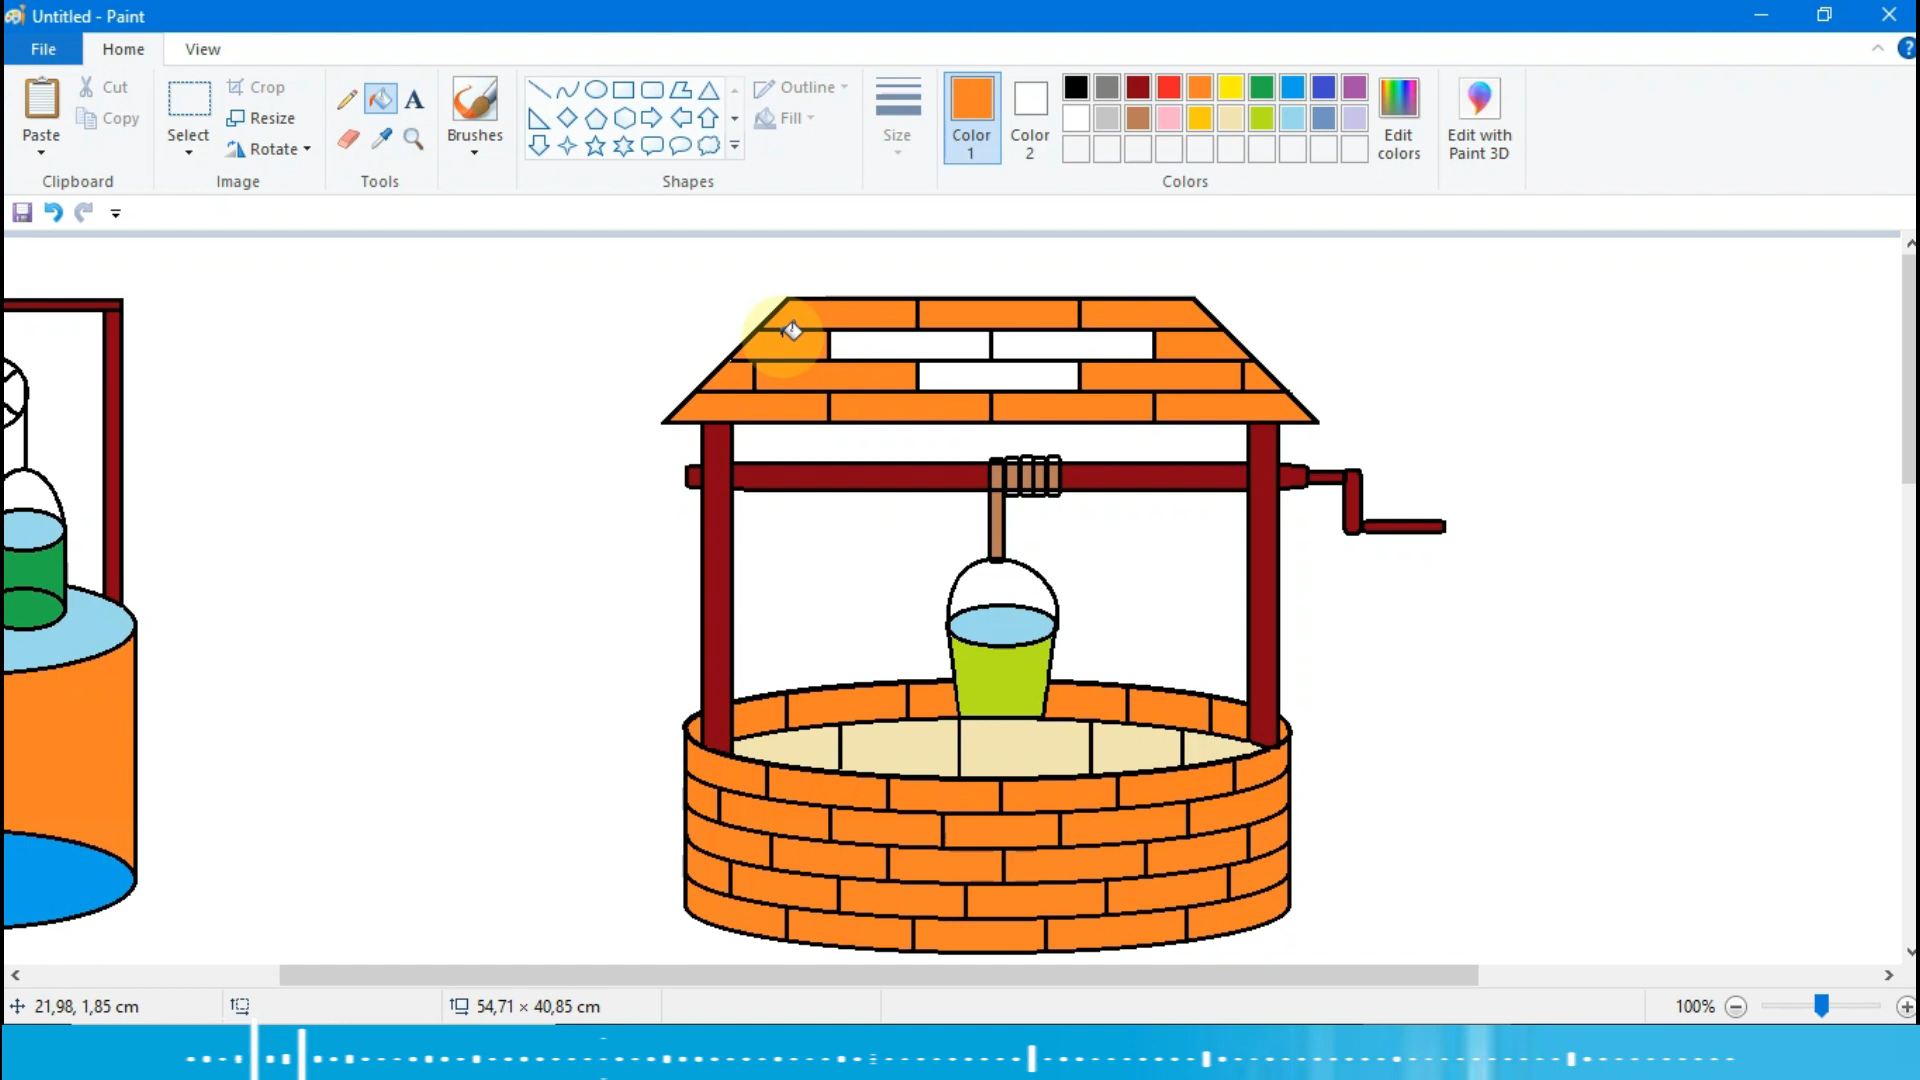 Untitled - Paint
File Home View
Paste Cut Copy Clipboard
Select Crop Resize Rotate Image
A Tools
Brushes
Outline Fill Shapes
Size
Color 1 Color 2 Edit colors Colors
Edit with Paint 3D
?
21,98, 1,85 cm 54,71 × 40,85 cm 100%